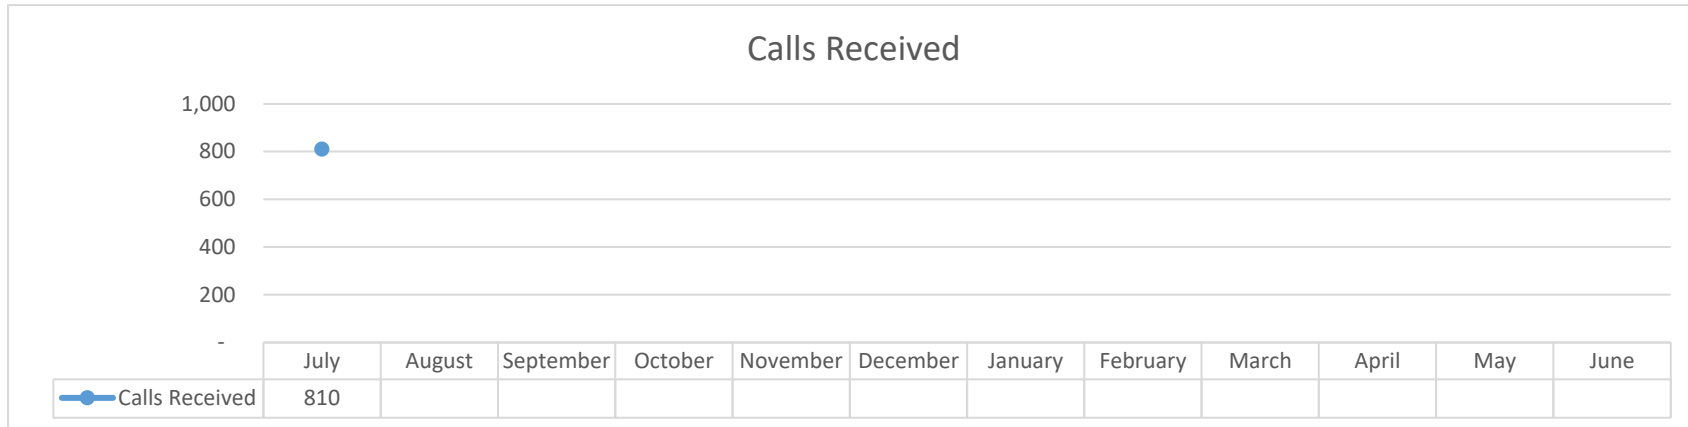 Calls Received
1,000
800
600
400
200
-
July August September October November December January February March April May June
Calls Received 810